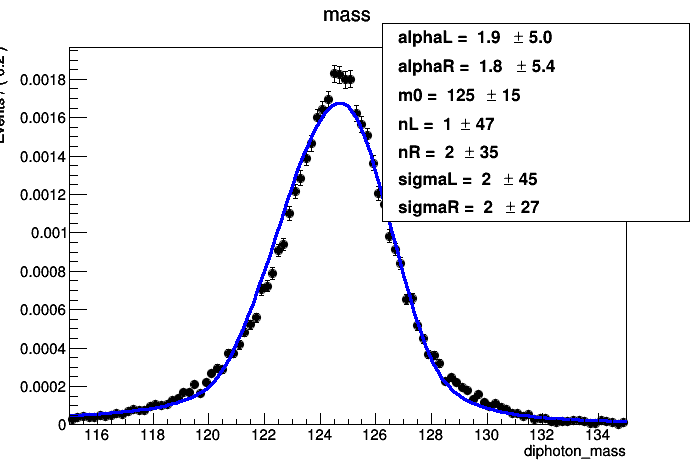 mass
alphaL = 1.9 ± 5.0
alphaR = 1.8 ± 5.4
m0 = 125 ± 15
nL = 1 ± 47
nR = 2 ± 35
sigmaL = 2 ± 45
sigmaR = 2 ± 27
0.0018
0.0016
0.0014
0.0012
0.001
0.0008
0.0006
0.0004
0.0002
0
116 118 120 122 124 126 128 130 132 134
diphoton_mass